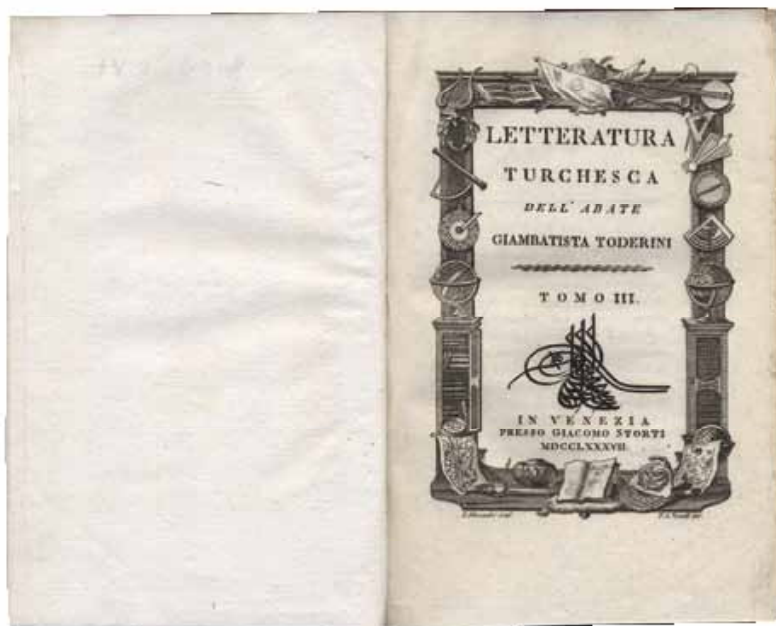 LETTERATURA
TURCHESCA
DELL' ABATE
GIAMBATISTA TODERINI
TOMO III.
IN VENEZIA
PRESSO GIACOMO STORTI
MDCCLXXXVII.